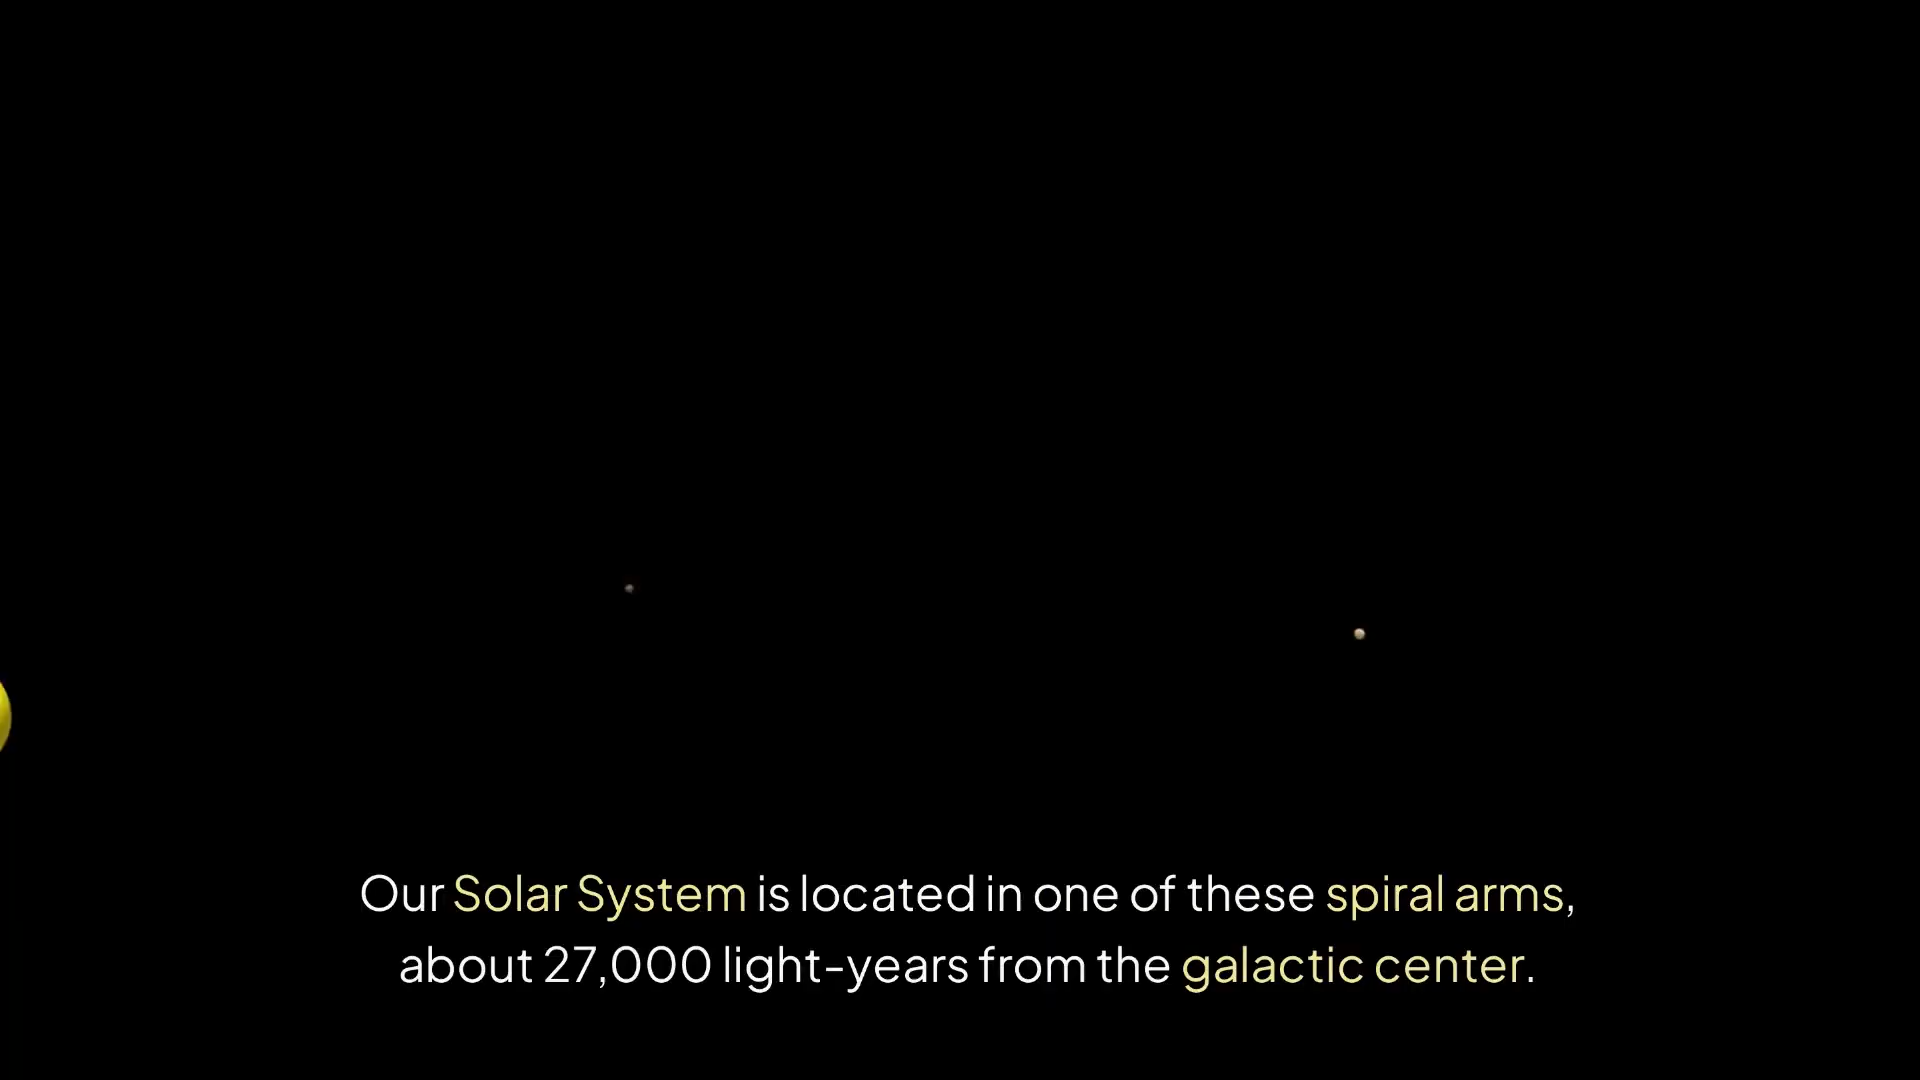 Our Solar System is located in one of these spiral arms,
about 27,000 light-years from the galactic center.